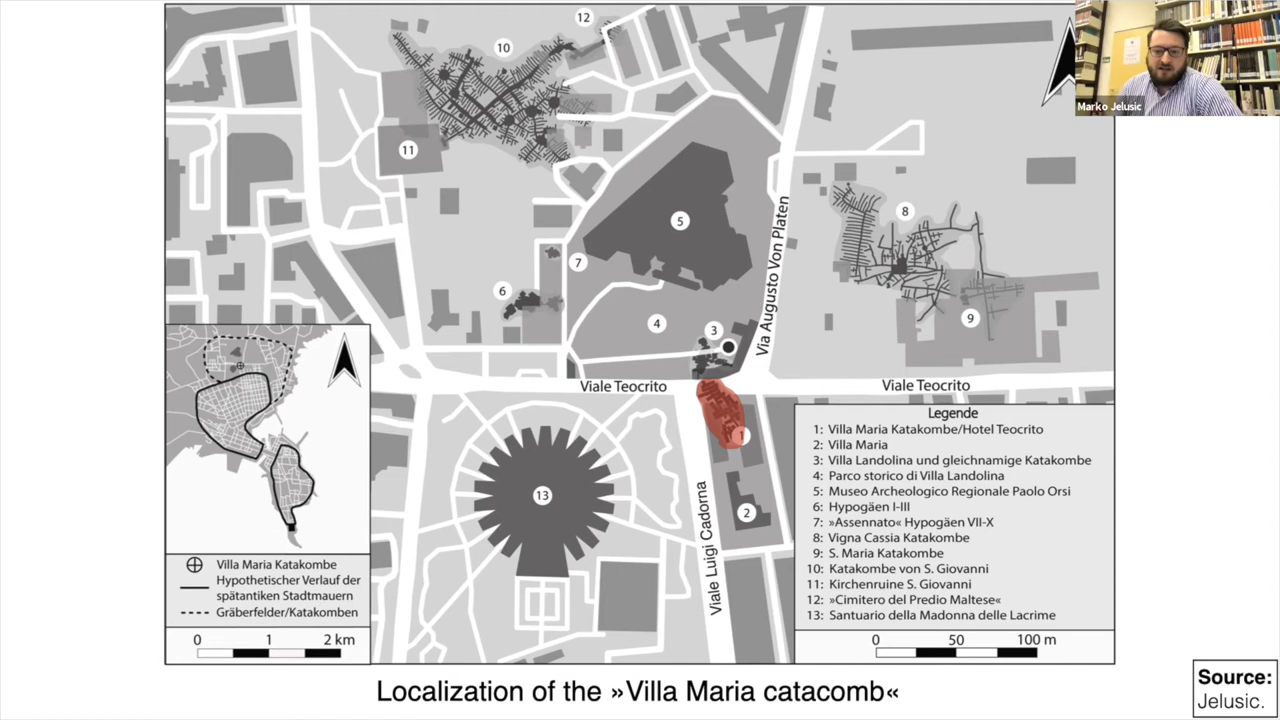 Marko Jelusic
12
10
11
8
5
7
6
9
4
3
Via Augusto Von Platen
Viale Teocrito
Viale Teocrito
1
13
2
Viale Luigi Cadorna
Villa Maria Katakombe
Hypothetischer Verlauf der
spätantiken Stadtmauern
Gräberfelder/Katakomben
0 1 2 km
Legende
1: Villa Maria Katakombe/Hotel Teocrito
2: Villa Maria
3: Villa Landolina und gleichnamige Katakombe
4: Parco storico di Villa Landolina
5: Museo Archeologico Regionale Paolo Orsi
6: Hypogäen I-III
7: »Assennato« Hypogäen VII-X
8: Vigna Cassia Katakombe
9: S. Maria Katakombe
10: Katakombe von S. Giovanni
11: Kirchenruine S. Giovanni
12: »Cimitero del Predio Maltese«
13: Santuario della Madonna delle Lacrime
0 50 100 m
Localization of the »Villa Maria catacomb«
Source:
Jelusic.